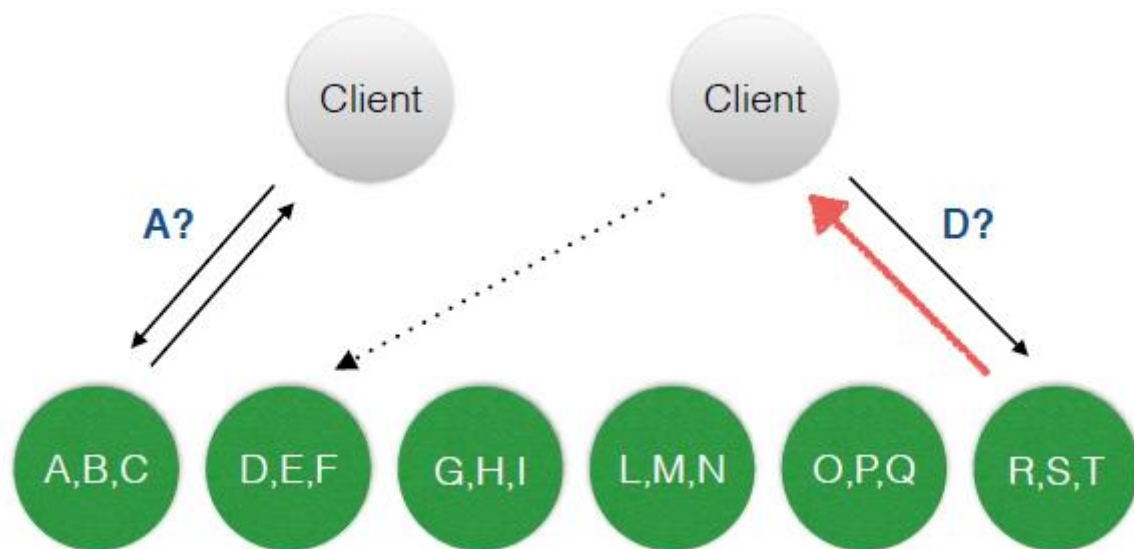 Client
Client
A?
D?
A,B,C
D,E,F
G,H,I
L,M,N
O,P,Q
R,S,T